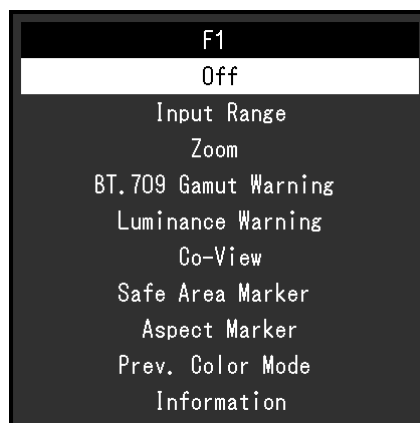 F1
Off
Input Range
Zoom
BT.709 Gamut Warning
Luminance Warning
Co-View
Safe Area Marker
Aspect Marker
Prev. Color Mode
Information